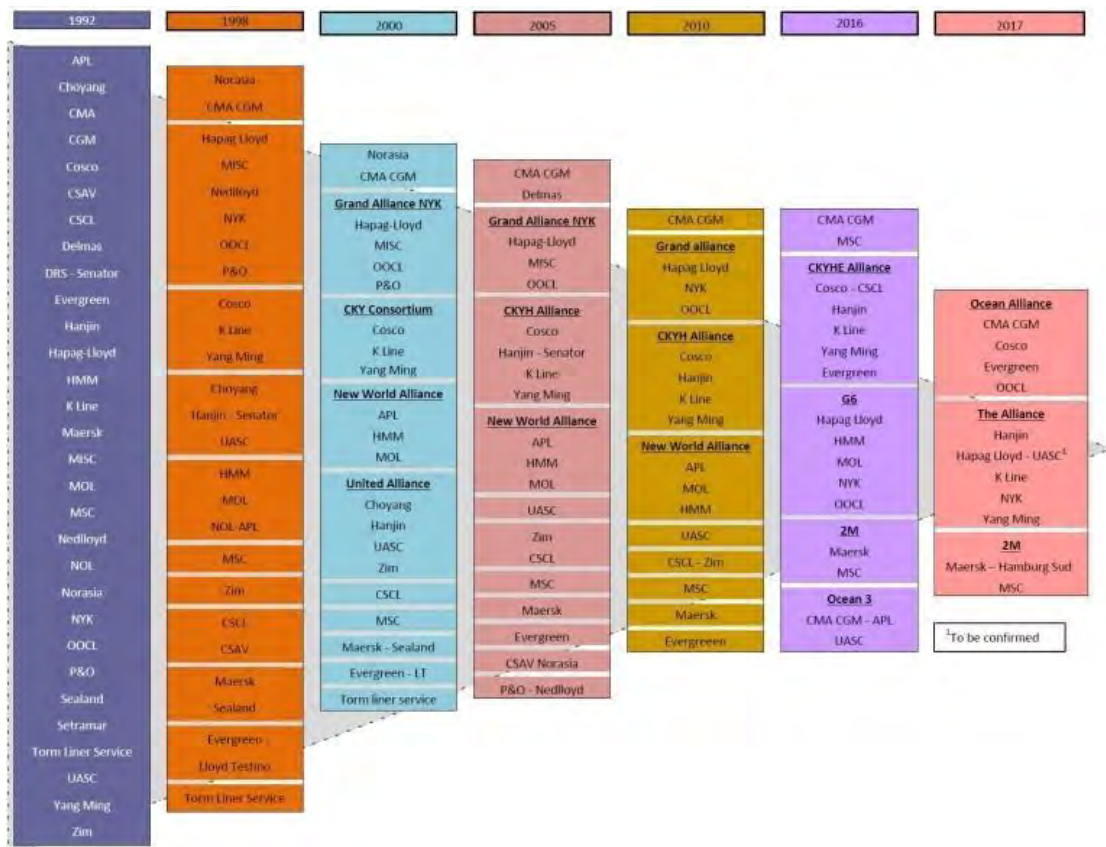 1992
APL
Choyang
CMA
CGM
Cosco
CSAV
CSCL
Delmas
DRS - Senator
Evergreen
Hanjin
Hapag-Lloyd
HMM
K Line
Maersk
MISC
MOL
MSC
Nedlloyd
NOL
Norasia
NYK
OOCL
P&O
Sealand
Setramar
Torm Liner Service
UASC
Yang Ming
Zim
1998
Norasia
CMA CGM
Hapag Lloyd
MISC
Nedlloyd
NYK
OOCL
P&O
Cosco
K Line
Yang Ming
Choyang
Hanjin - Senator
UASC
HMM
MOL
NOL-APL
MSC
Zim
CSCL
CSAV
Maersk
Sealand
Evergreen
Lloyd Testino
Torm Liner Service
2000
Norasia
CMA CGM
Grand Alliance NYK
Hapag-Lloyd
MISC
OOCL
P&O
CKY Consortium
Cosco
K Line
Yang Ming
New World Alliance
APL
HMM
MOL
United Alliance
Choyang
Hanjin
UASC
Zim
CSCL
MSC
Maersk - Sealand
Evergreen - LT
Torm liner service
2005
CMA CGM
Delmas
Grand Alliance NYK
Hapag-Lloyd
MISC
OOCL
CKYH Alliance
Cosco
Hanjin - Senator
K Line
Yang Ming
New World Alliance
APL
HMM
MOL
UASC
Zim
CSCL
MSC
Maersk
Evergreen
CSAV Norasia
P&O - Nedlloyd
2010
CMA CGM
Grand alliance
Hapag Lloyd
NYK
OOCL
CKYH Alliance
Cosco
Hanjin
K line
Yang Ming
New World Alliance
APL
MOL
HMM
UASC
CSCL - Zim
MSC
Maersk
Evergreeen
2016
CMA CGM
MSC
CKYHE Alliance
Cosco - CSCL
Hanjin
K Line
Yang Ming
Evergreen
G6
Hapag Lloyd
HMM
MOL
NYK
OOCL
2M
Maersk
MSC
Ocean 3
CMA CGM - APL
UASC
2017
Ocean Alliance
CMA CGM
Cosco
Evergreen
OOCL
The Alliance
Hanjin
Hapag Lloyd - UASC¹
K Line
NYK
Yang Ming
2M
Maersk – Hamburg Sud
MSC
¹To be confirmed